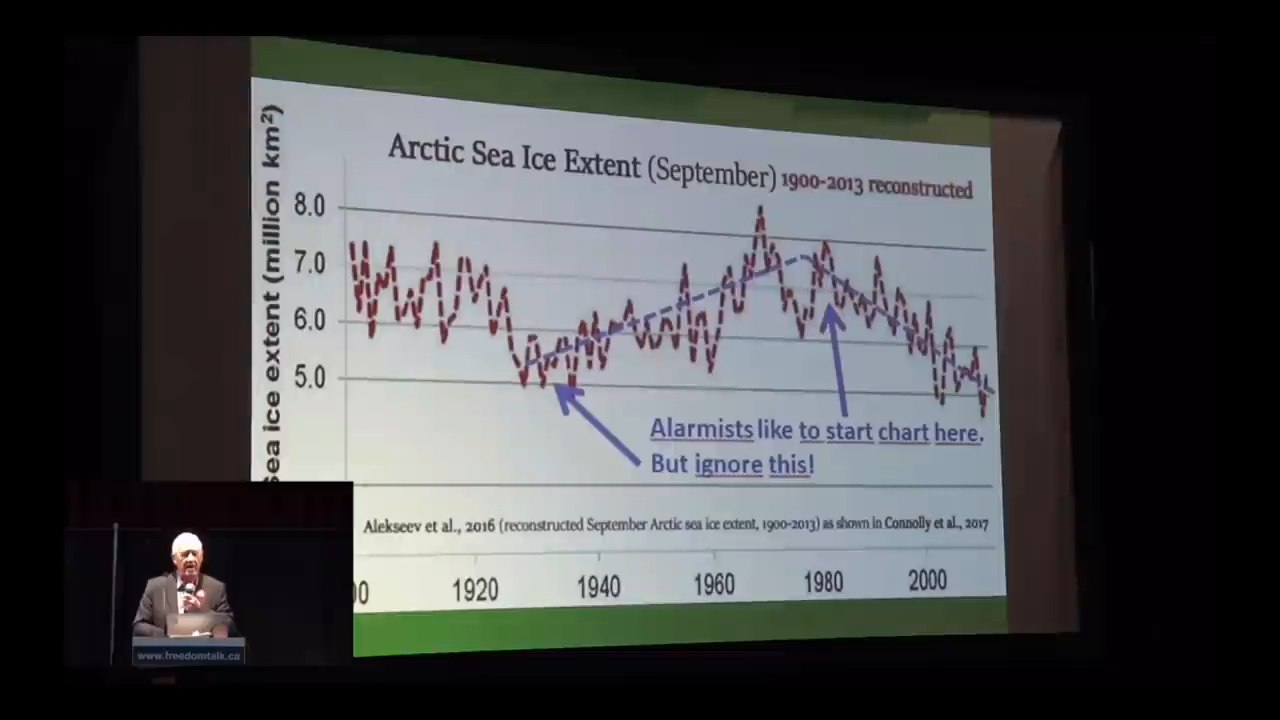 Arctic Sea Ice Extent (September) 1900-2013 reconstructed
ea ice extent (million km²)
8.0
7.0
6.0
5.0
Alarmists like to start chart here.
But ignore this!
Alekseev et al., 2016 (reconstructed September Arctic sea ice extent, 1900-2013) as shown in Connolly et al., 2017
00 1920 1940 1960 1980 2000
www.freedomtalk.ca